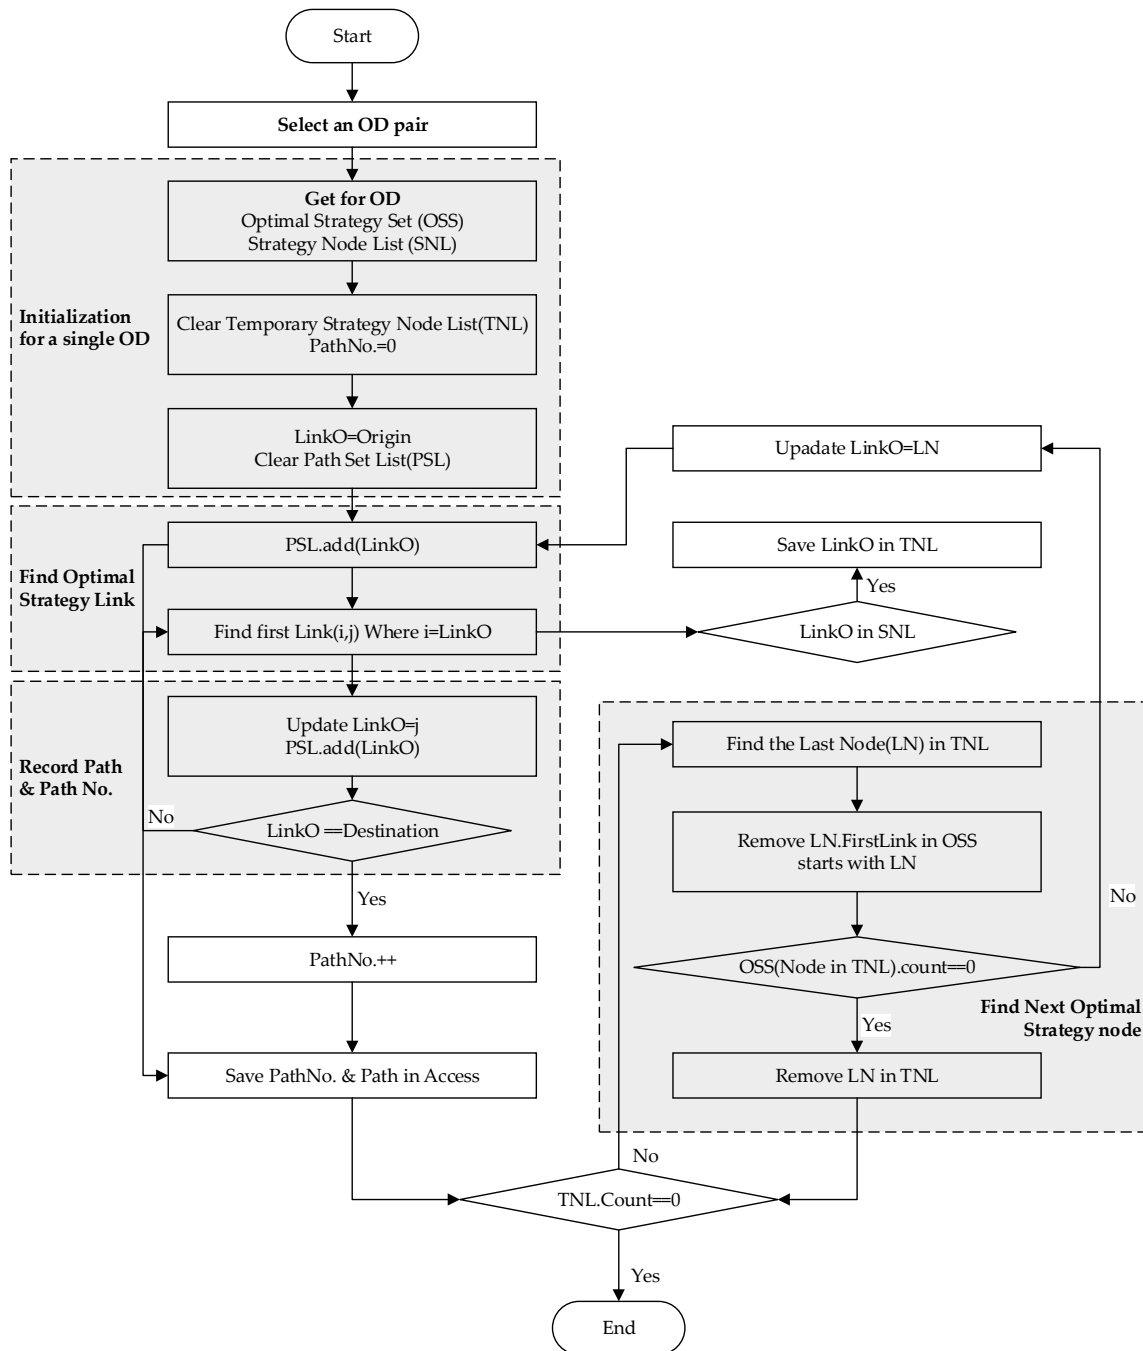 Start
Select an OD pair
Get for OD
Optimal Strategy Set (OSS)
Strategy Node List (SNL)
Initialization
for a single OD
Clear Temporary Strategy Node List(TNL)
PathNo.=0
LinkO=Origin
Clear Path Set List(PSL)
Upadate LinkO=LN
Find Optimal
Strategy Link
PSL.add(LinkO)
Save LinkO in TNL
Yes
Find first Link(i,j) Where i=LinkO
LinkO in SNL
Record Path
& Path No.
Update LinkO=j
PSL.add(LinkO)
No
LinkO ==Destination
Yes
Find the Last Node(LN) in TNL
Remove LN.FirstLink in OSS
starts with LN
No
PathNo.++
OSS(Node in TNL).count==0
Find Next Optimal
Strategy node
Yes
Save PathNo. & Path in Access
Remove LN in TNL
No
TNL.Count==0
Yes
End